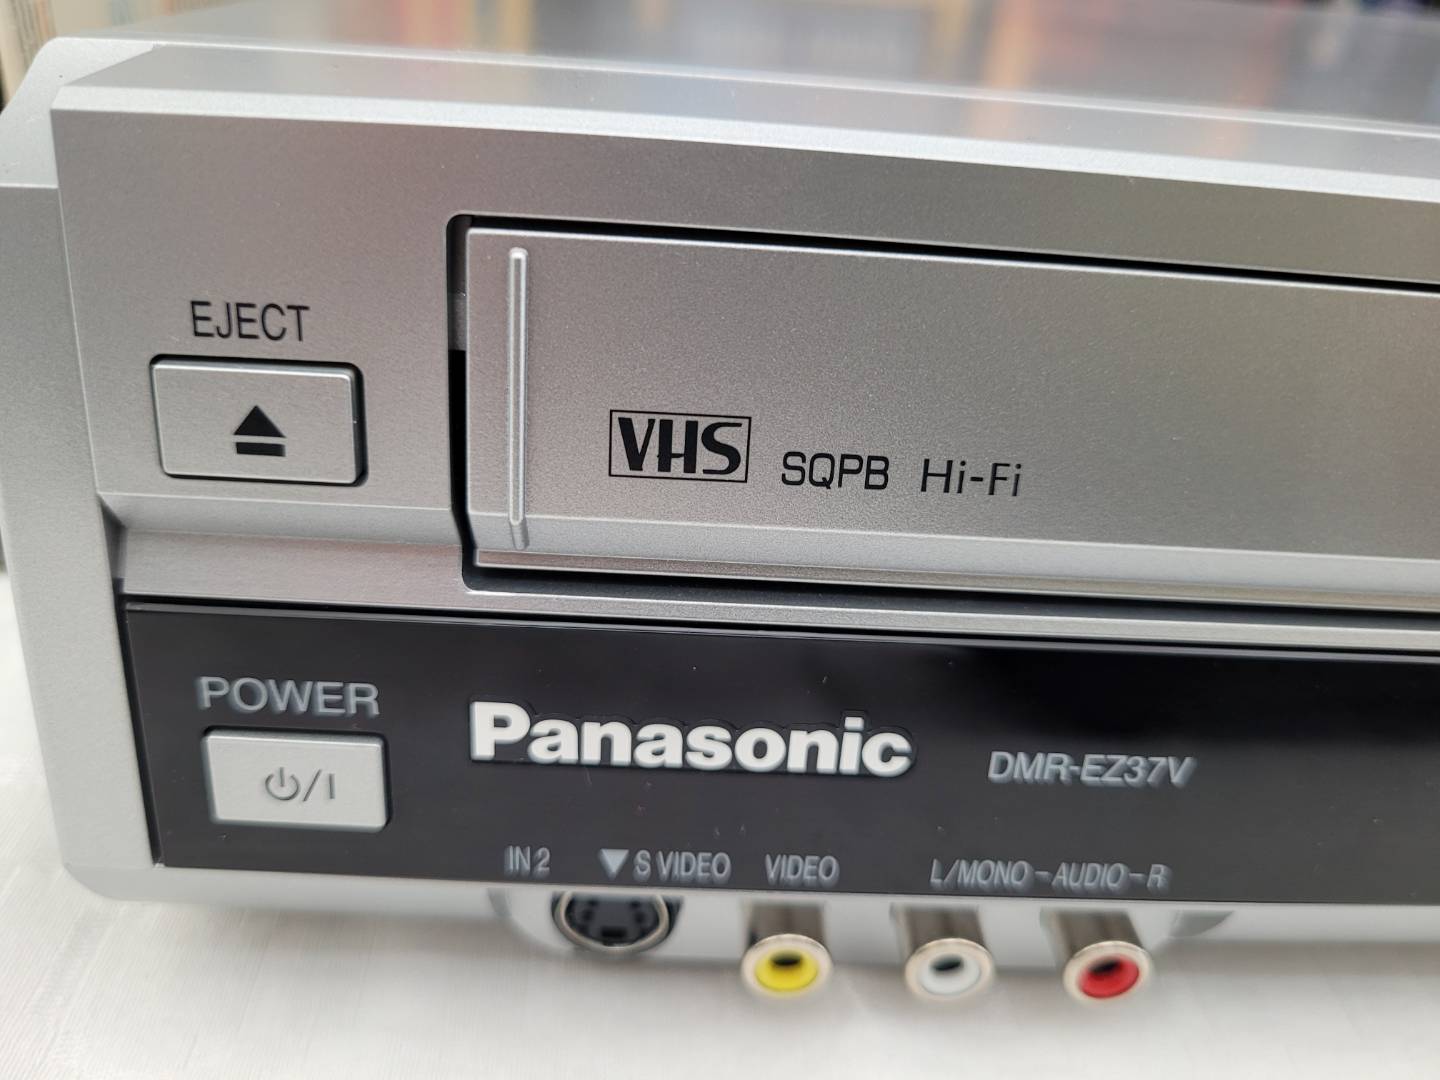 EJECT
VHS SQPB Hi-Fi
POWER
Panasonic DMR-EZ37V
IN 2 ▼ S VIDEO VIDEO L/MONO - AUDIO - R